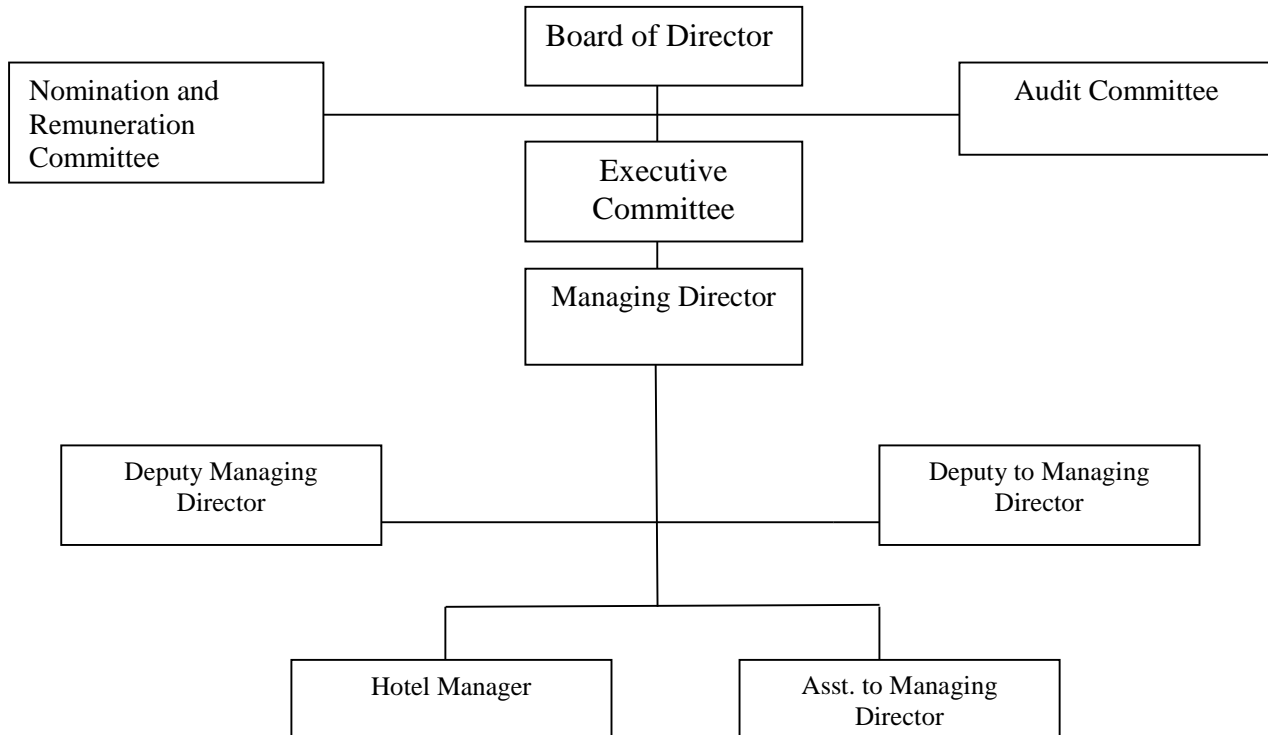 Board of Director
Nomination and
Remuneration
Committee
Audit Committee
Executive
Committee
Managing Director
Deputy Managing
Director
Deputy to Managing
Director
Hotel Manager
Asst. to Managing
Director